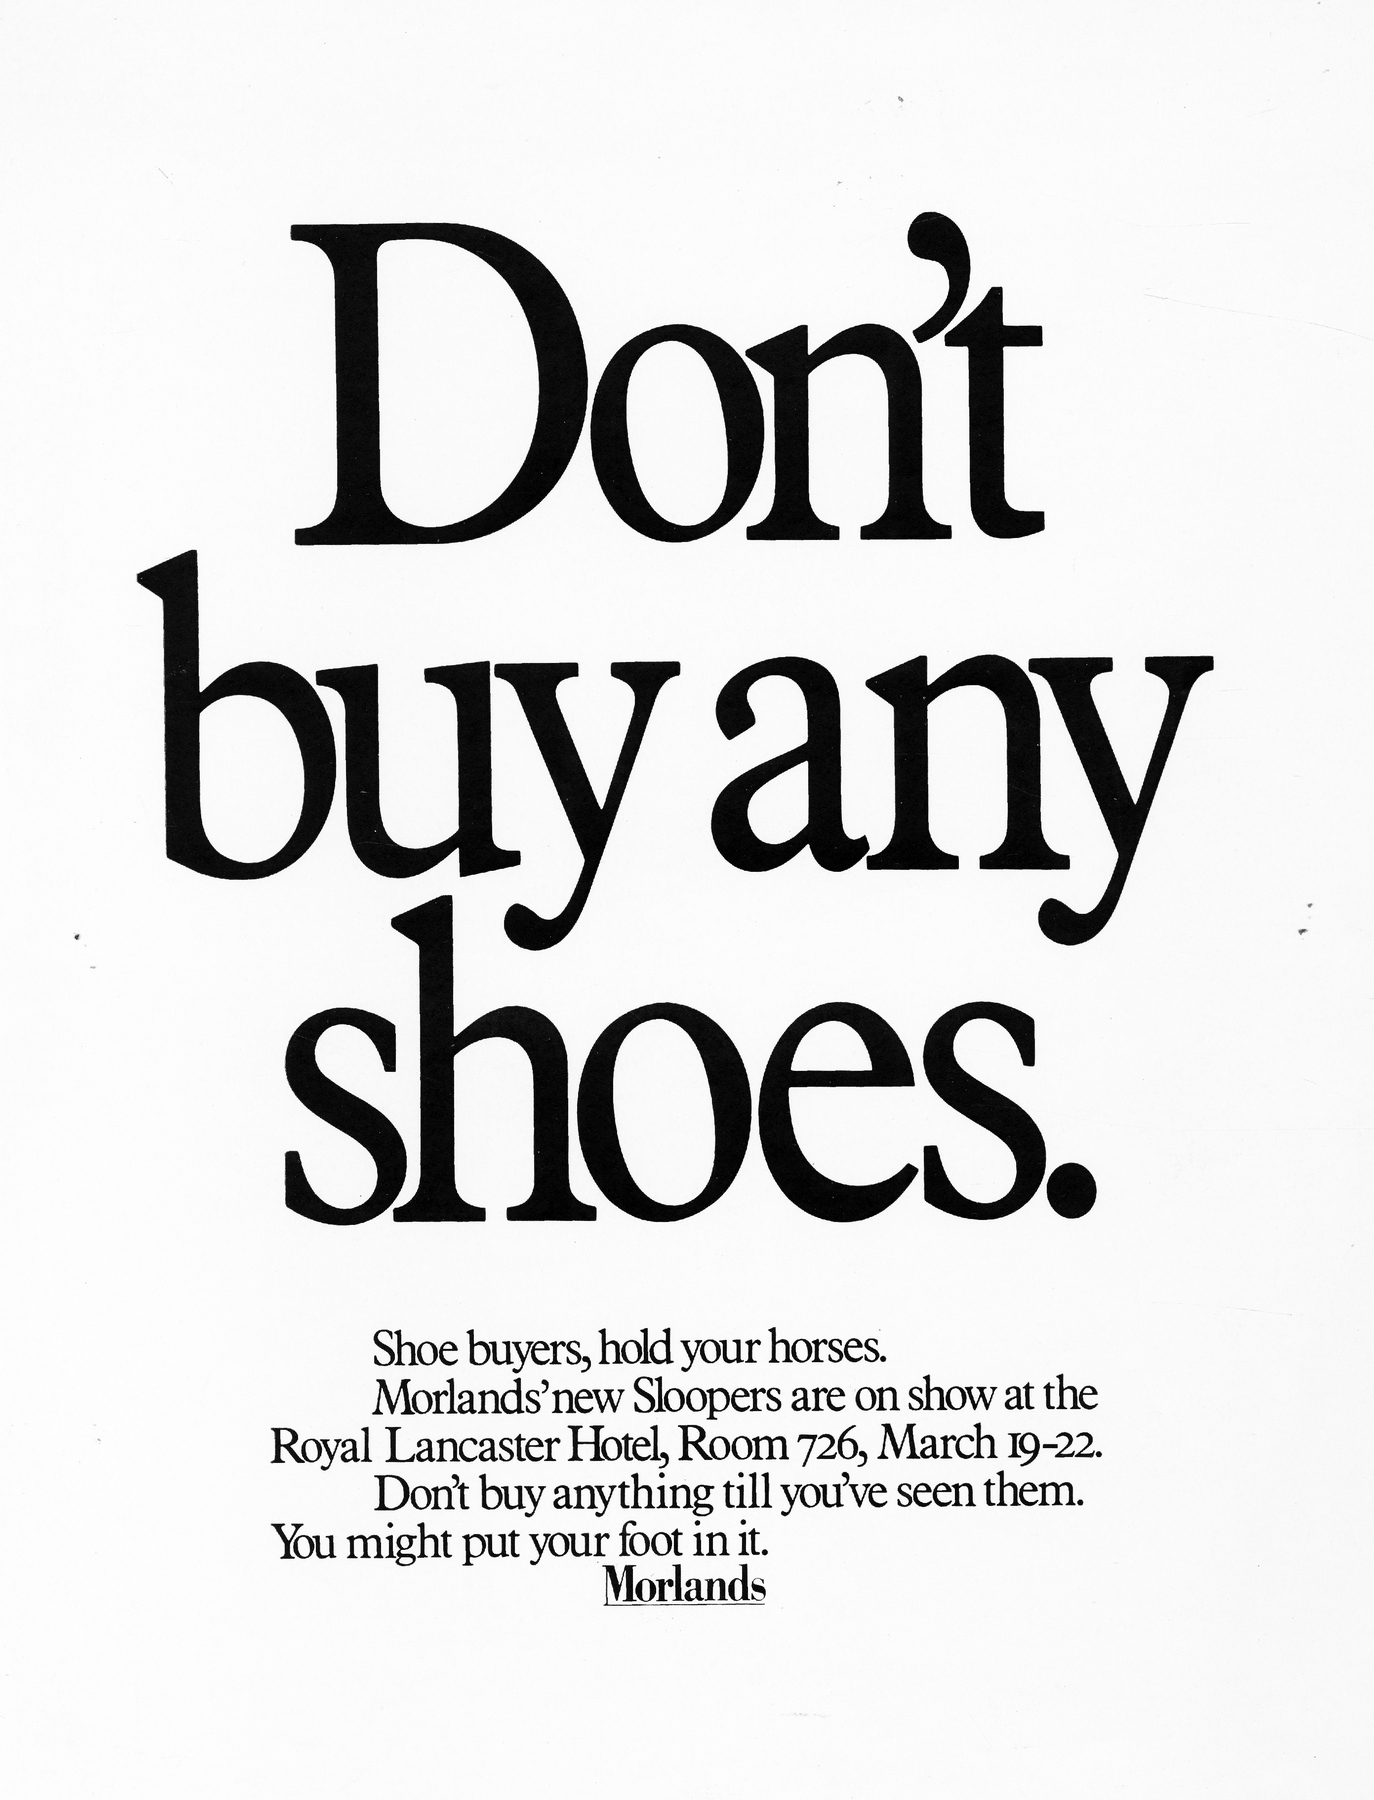 Don't
buy any
shoes.
Shoe buyers, hold your horses.
Morlands' new Sloopers are on show at the
Royal Lancaster Hotel, Room 726, March 19-22.
Don't buy anything till you've seen them.
You might put your foot in it.
Morlands